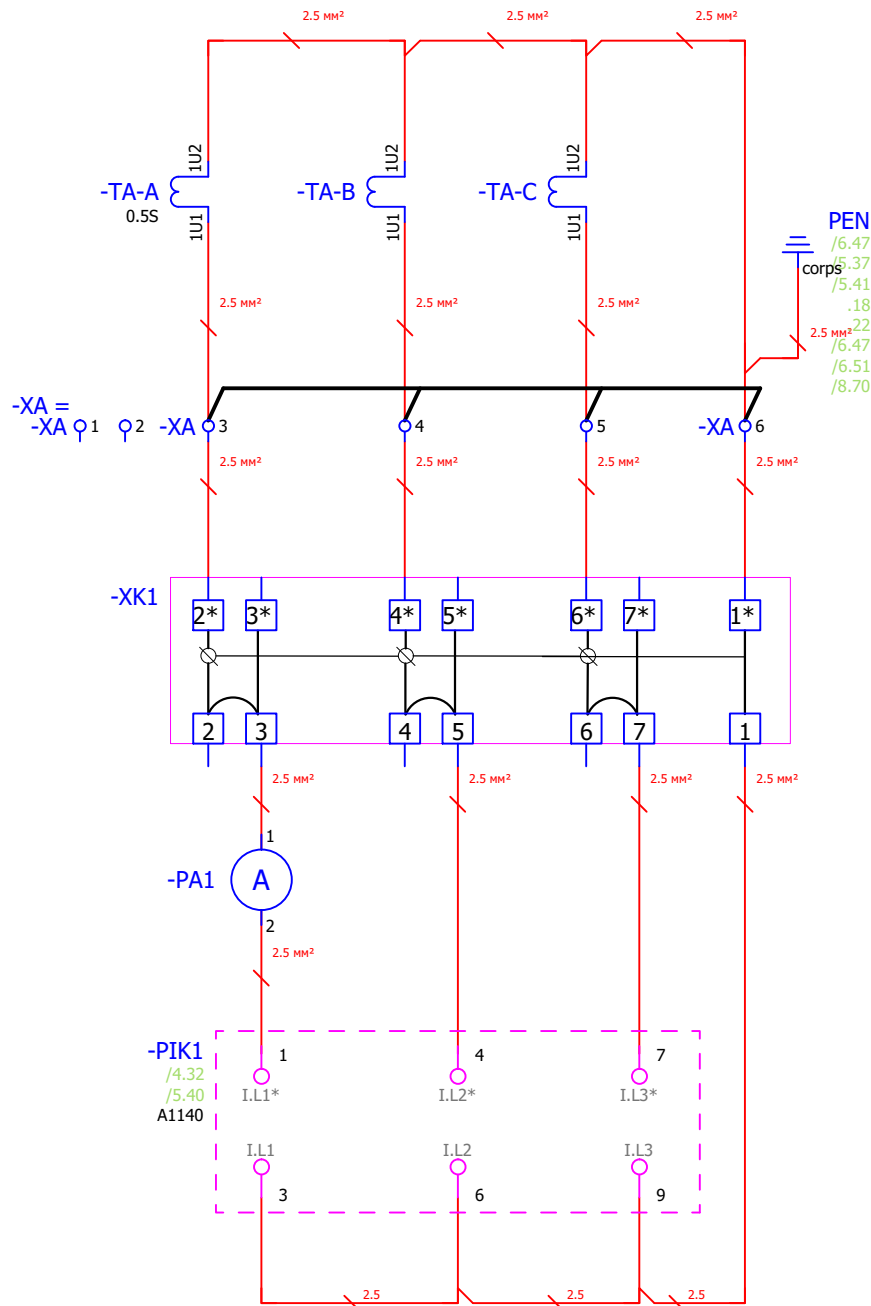 2.5 мм²
2.5 мм²
2.5 мм²
1U2
1U2
1U2
-TA-A
0.5S
-TA-B
-TA-C
1U1
1U1
1U1
PEN
/6.47
/5.37
/5.41
.18
.22
/6.47
/6.51
/8.70
corps
2.5 мм²
2.5 мм²
2.5 мм²
2.5 мм²
-XA =
-XA 1 2 -XA 3 4 5 -XA 6
2.5 мм²
2.5 мм²
2.5 мм²
2.5 мм²
-XK1
2* 3* 4* 5* 6* 7* 1*
2 3 4 5 6 7 1
2.5 мм²
2.5 мм²
2.5 мм²
2.5 мм²
1
-PA1 A
2
2.5 мм²
-PIK1
/4.32
/5.40
A1140
1 4 7
I.L1* I.L2* I.L3*
I.L1 I.L2 I.L3
3 6 9
2.5 2.5 2.5